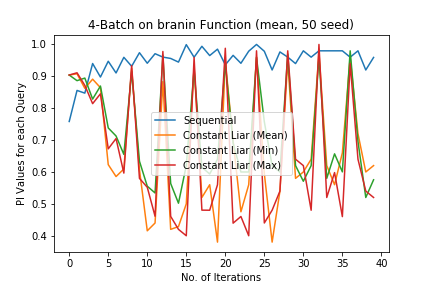 4-Batch on branin Function (mean, 50 seed)
PI Values for each Query
1.0
0.9
0.8
0.7
0.6
0.5
0.4
Sequential
Constant Liar (Mean)
Constant Liar (Min)
Constant Liar (Max)
0 5 10 15 20 25 30 35 40
No. of Iterations